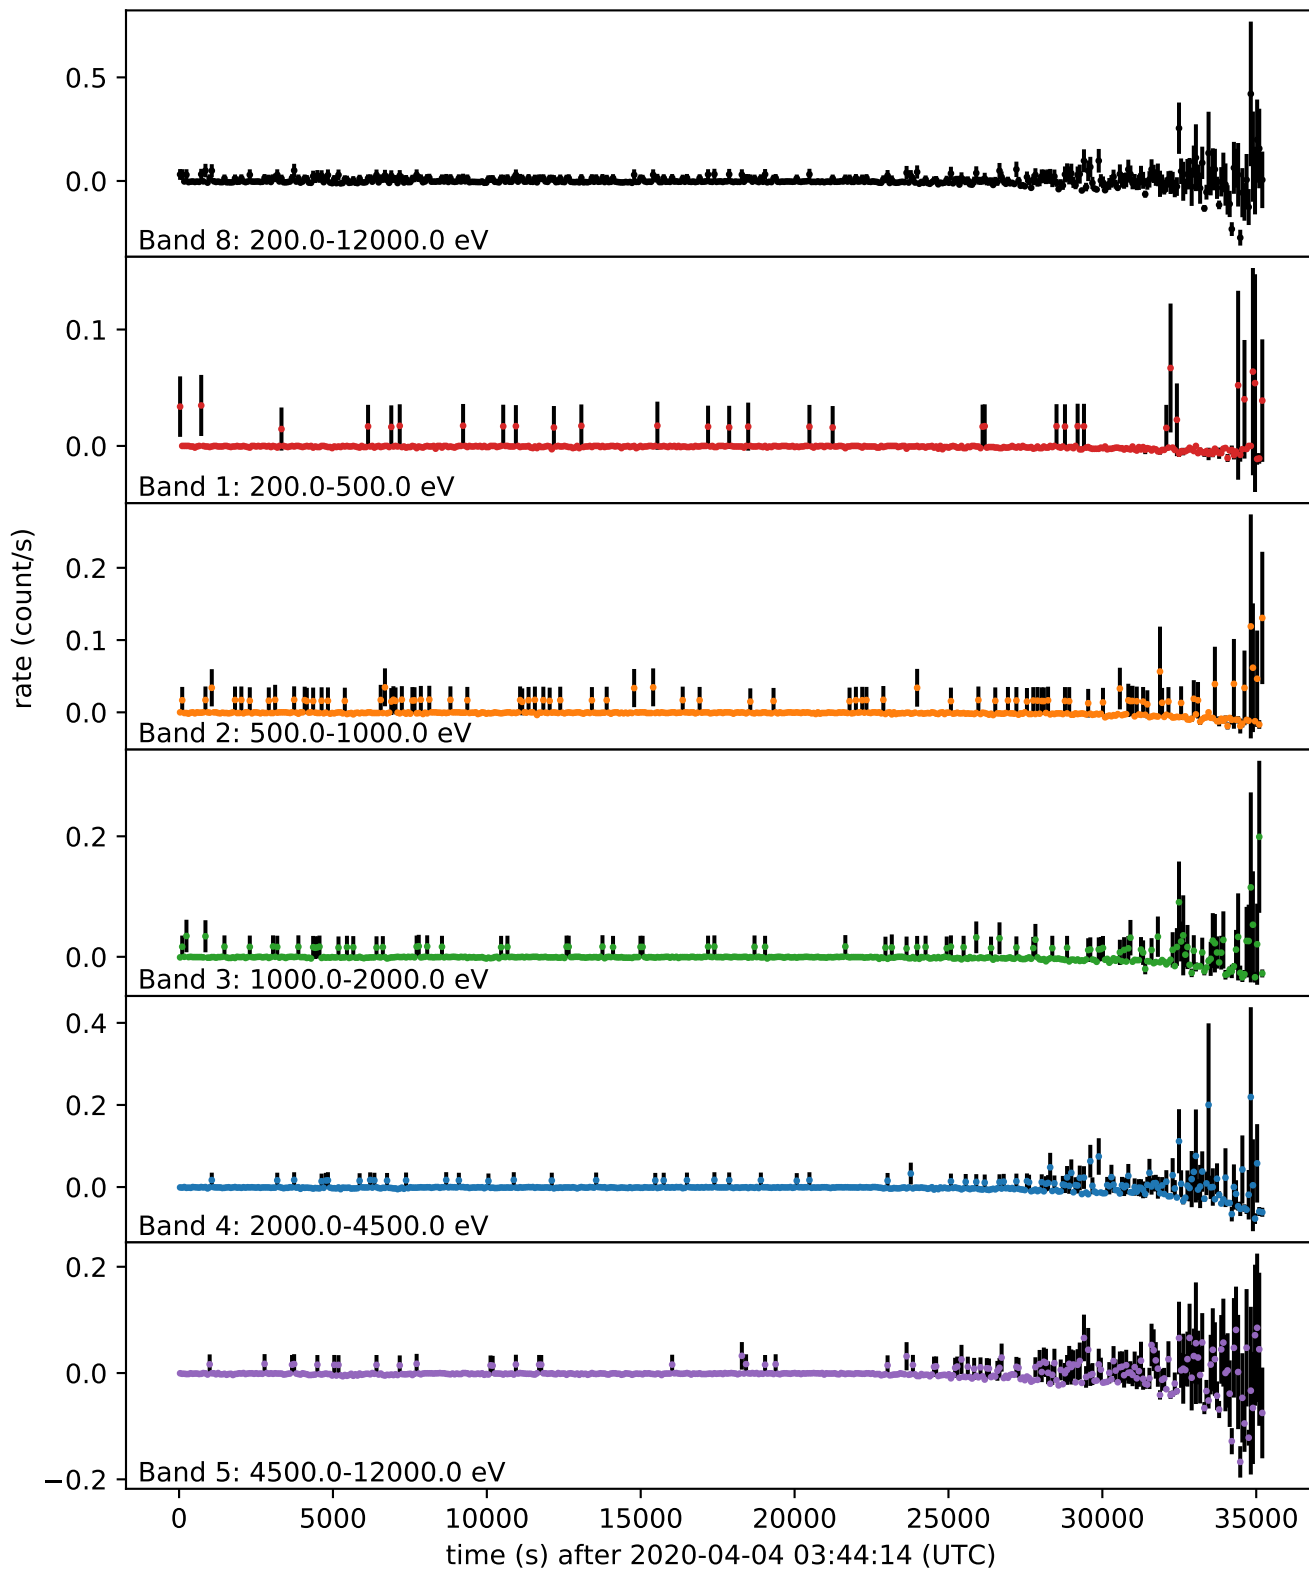 0.5
0.0
Band 8: 200.0-12000.0 eV
0.1
0.0
Band 1: 200.0-500.0 eV
rate (count/s)
0.2
0.1
0.0
Band 2: 500.0-1000.0 eV
0.2
0.0
Band 3: 1000.0-2000.0 eV
0.4
0.2
0.0
Band 4: 2000.0-4500.0 eV
0.2
0.0
−0.2
Band 5: 4500.0-12000.0 eV
0 5000 10000 15000 20000 25000 30000 35000
time (s) after 2020-04-04 03:44:14 (UTC)